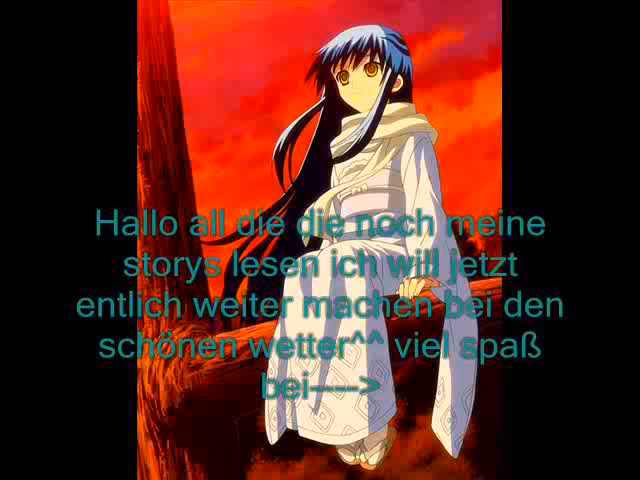 Hallo all die die noch meine
storys lesen ich will jetzt
entlich weiter machen bei den
schönen wetter^^ viel spaß
bei---->